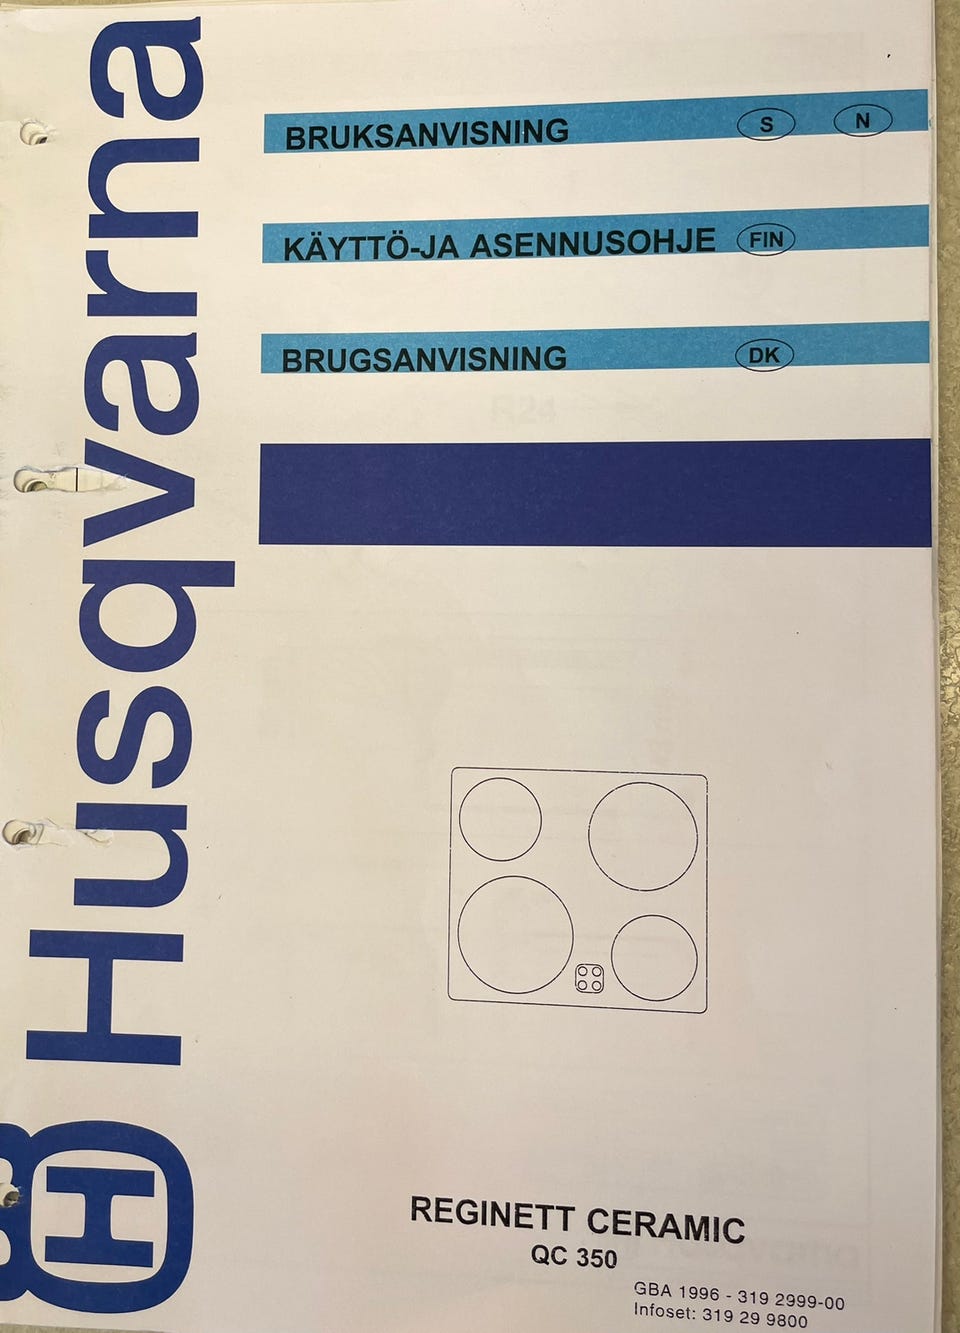 Husqvarna
BRUKSANVISNING S N
KÄYTTÖ-JA ASENNUSOHJE FIN
BRUGSANVISNING DK
REGINETT CERAMIC
QC 350
GBA 1996 - 319 2999-00
Infoset: 319 29 9800